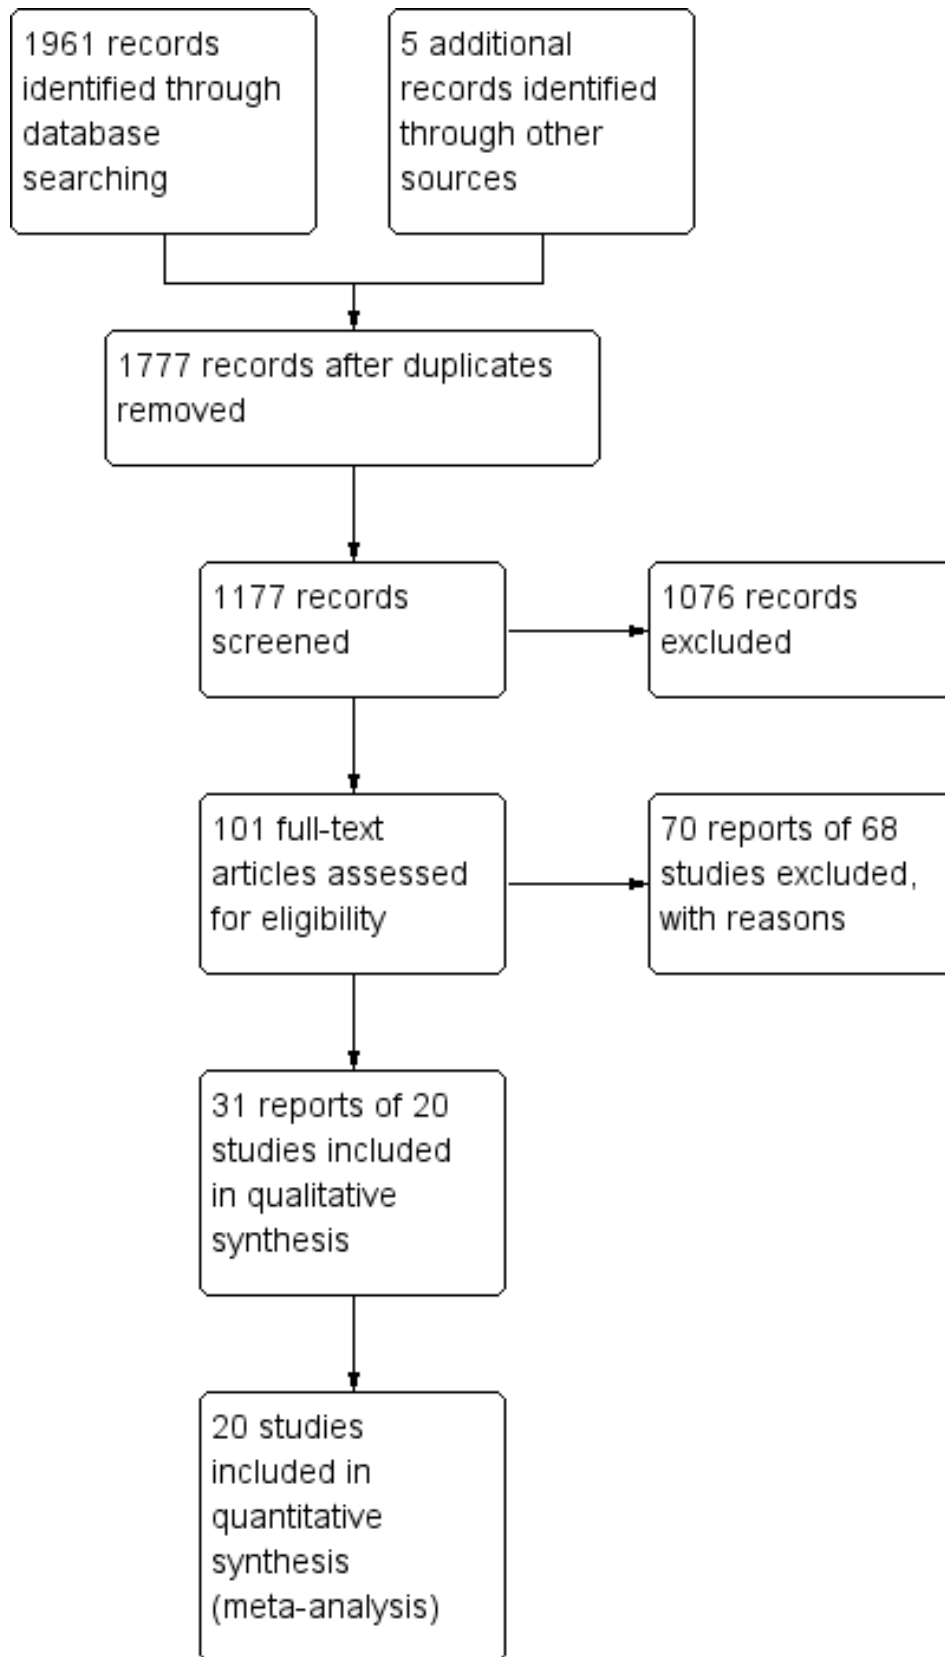 1961 records
identified through
database
searching
5 additional
records identified
through other
sources
1777 records after duplicates
removed
1177 records
screened
1076 records
excluded
101 full-text
articles assessed
for eligibility
70 reports of 68
studies excluded,
with reasons
31 reports of 20
studies included
in qualitative
synthesis
20 studies
included in
quantitative
synthesis
(meta-analysis)